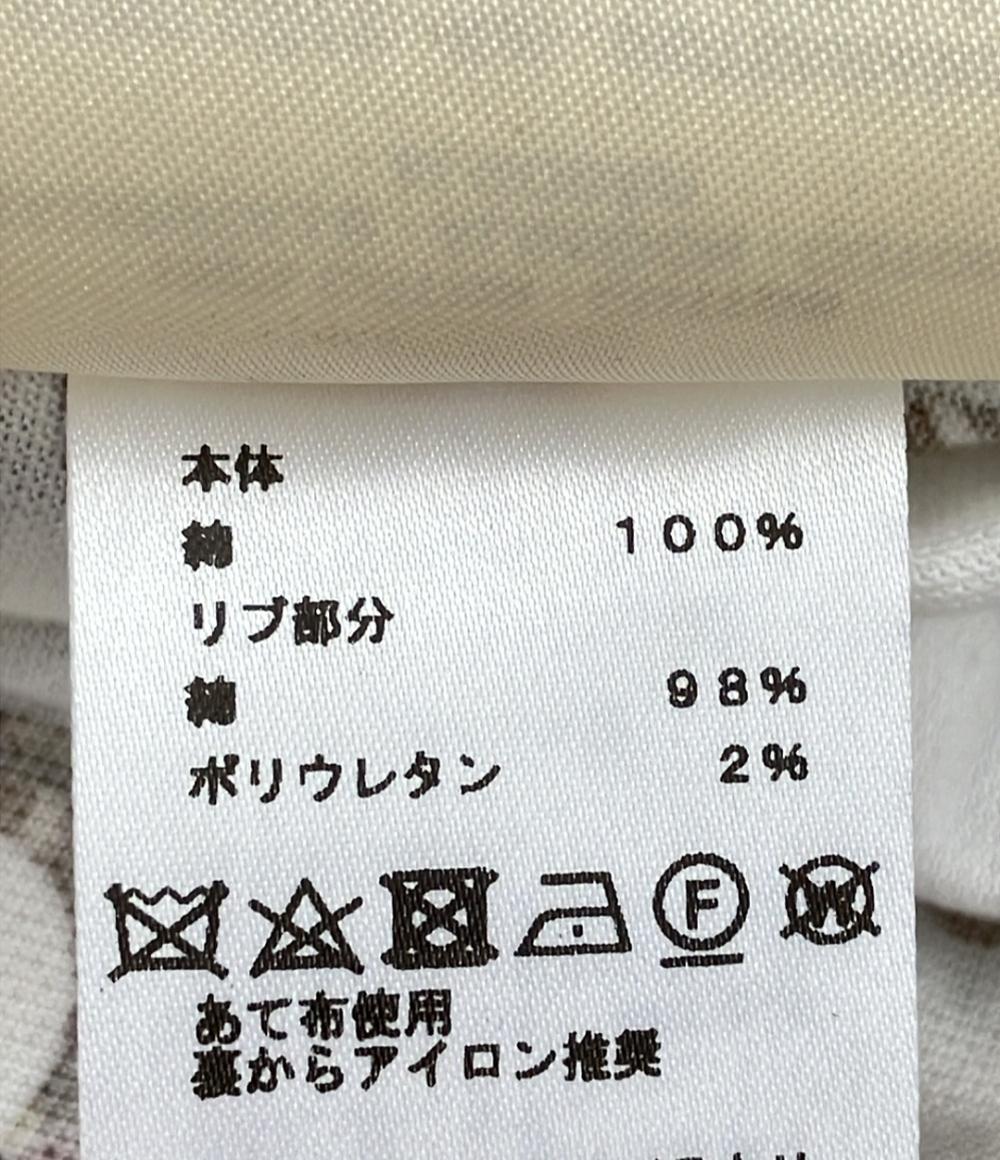 本体
綿 100%
リブ部分
綿 98%
ポリウレタン 2%
F W
あて布使用
裏からアイロン推奨